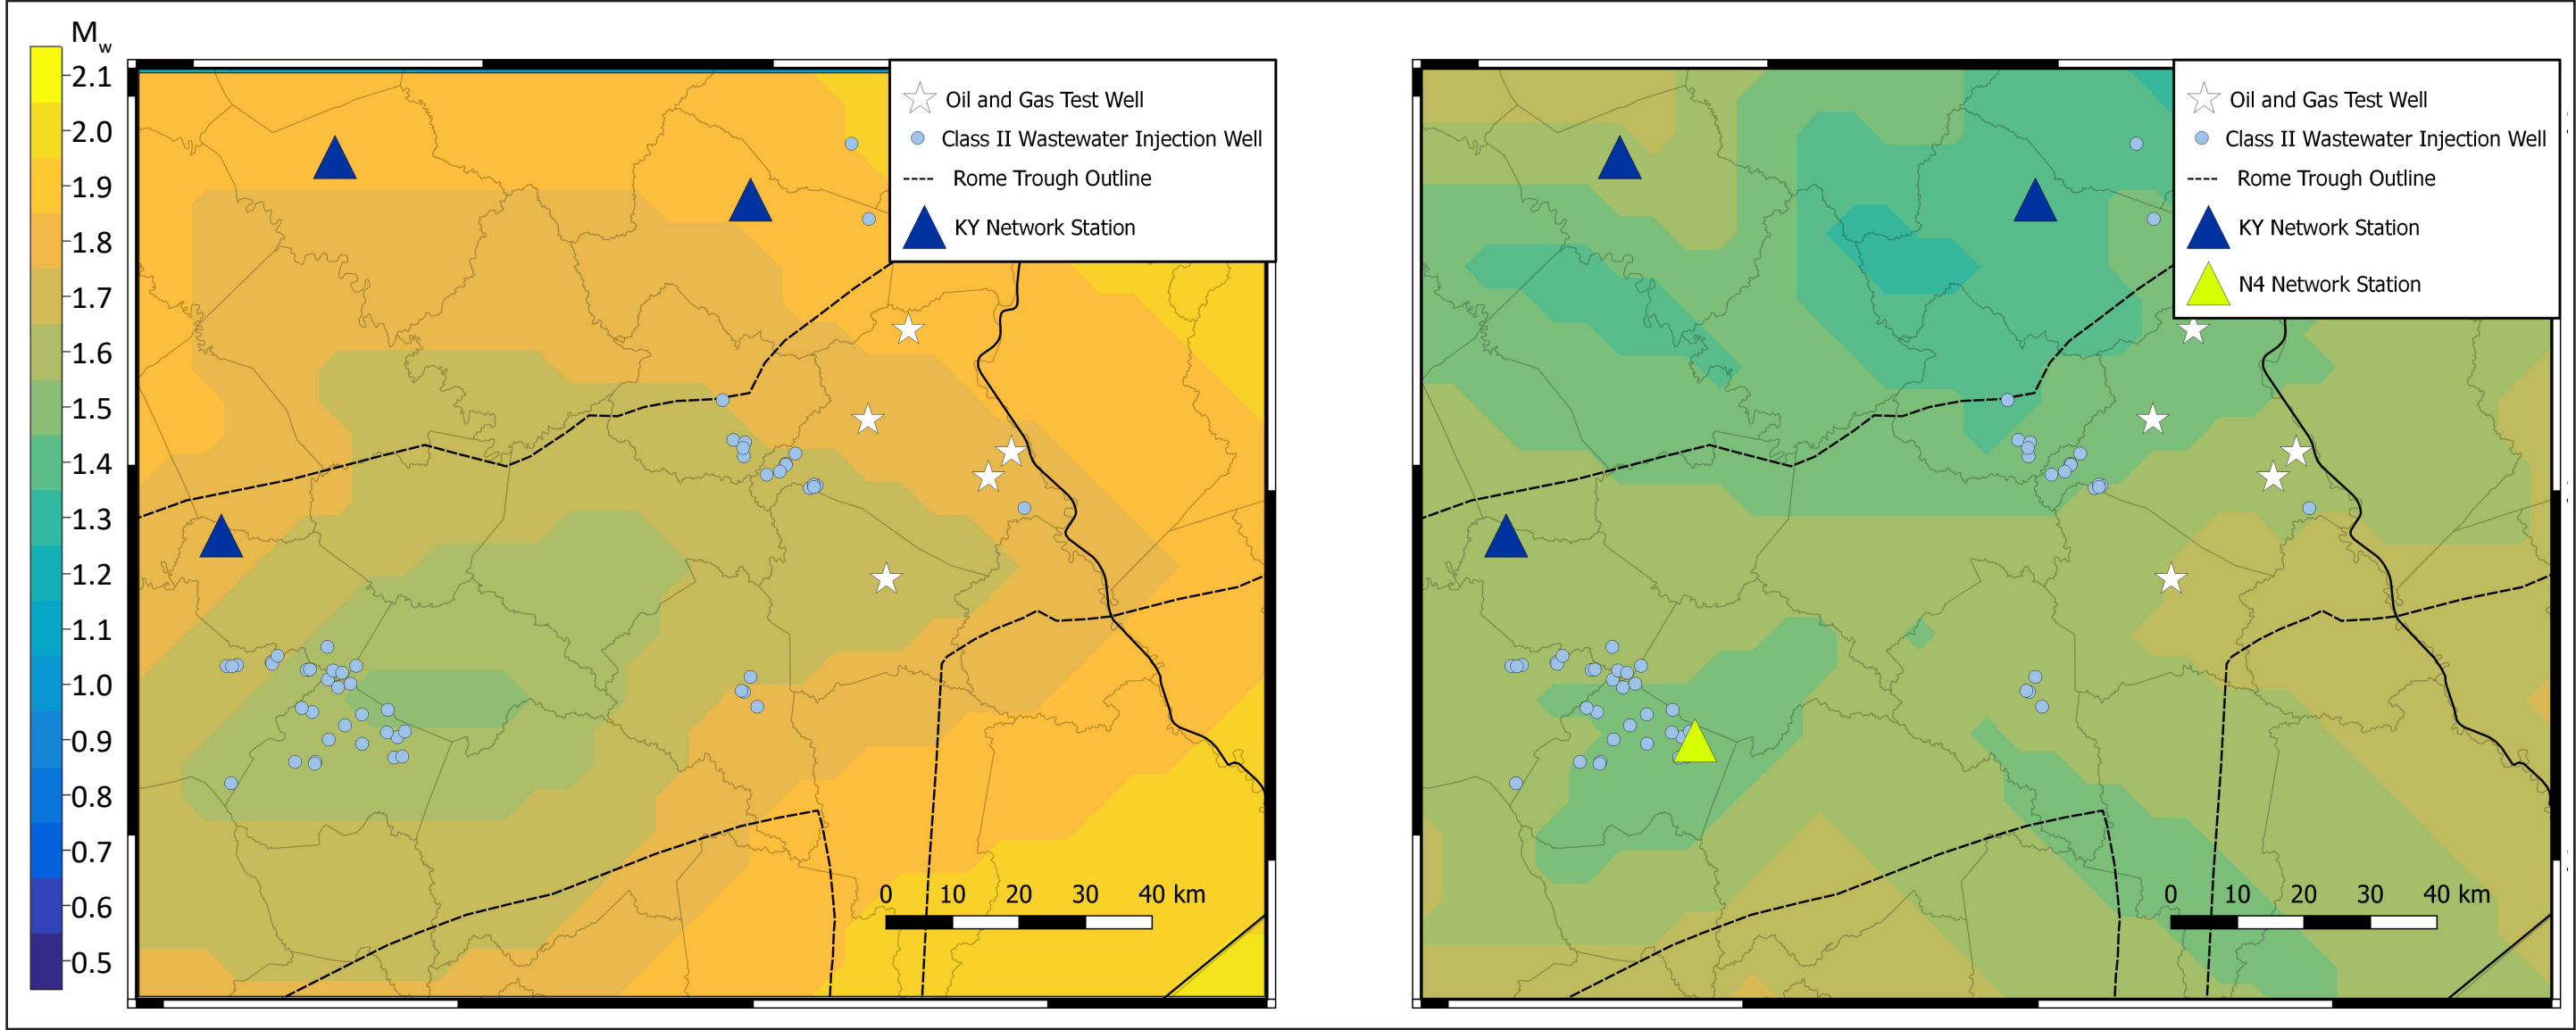 Mw
2.1
2.0
1.9
1.8
1.7
1.6
1.5
1.4
1.3
1.2
1.1
1.0
0.9
0.8
0.7
0.6
0.5
Oil and Gas Test Well
Class II Wastewater Injection Well
Rome Trough Outline
KY Network Station
0 10 20 30 40 km
Oil and Gas Test Well
Class II Wastewater Injection Well
Rome Trough Outline
KY Network Station
N4 Network Station
0 10 20 30 40 km